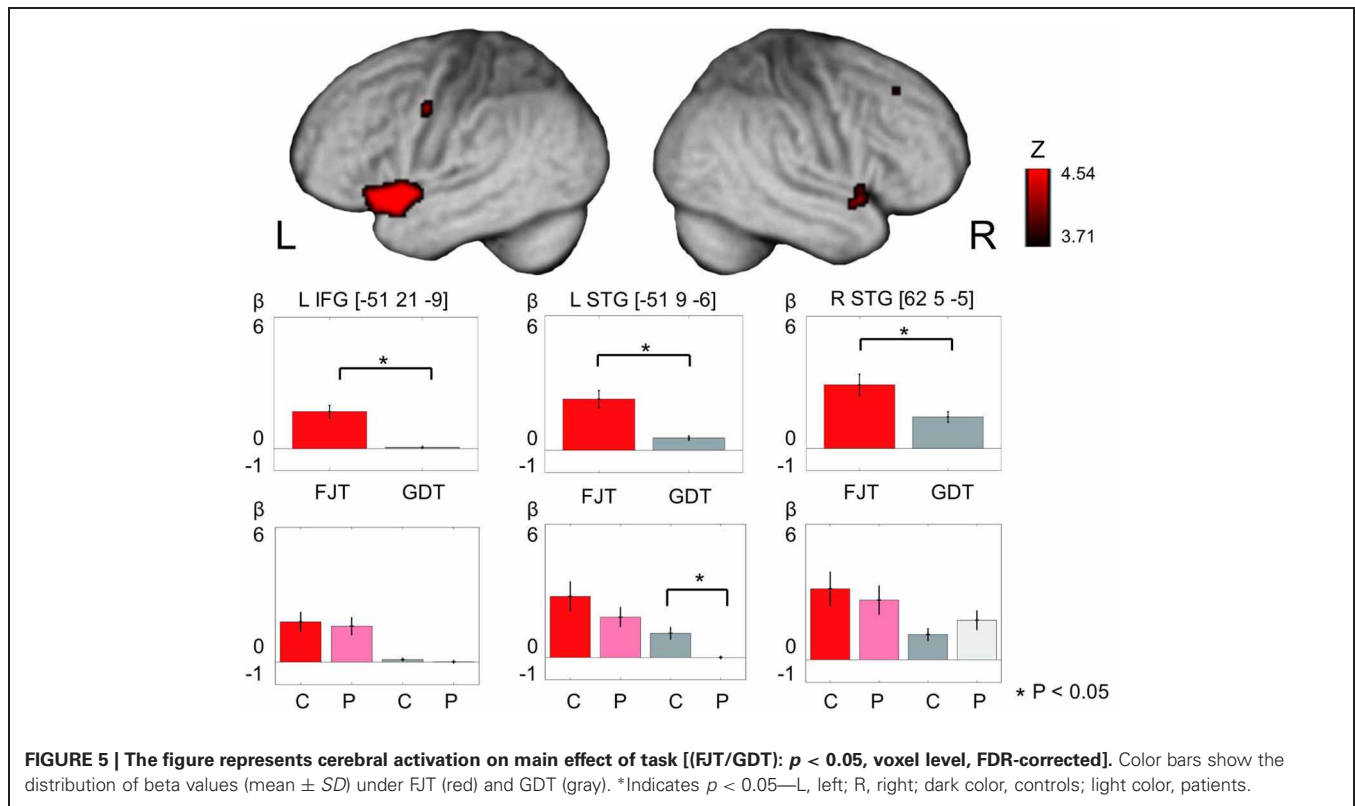 L
R
Z
4.54
3.71
β
L IFG [-51 21 -9]
6
*
0
-1
FJT GDT
β
L STG [-51 9 -6]
6
*
0
-1
FJT GDT
β
R STG [62 5 -5]
6
*
0
-1
FJT GDT
β
6
0
-1
C P C P
β
6
*
0
-1
C P C P
β
6
0
-1
C P C P
* P < 0.05
FIGURE 5 | The figure represents cerebral activation on main effect of task [(FJT/GDT): p < 0.05, voxel level, FDR-corrected]. Color bars show the
distribution of beta values (mean ± SD) under FJT (red) and GDT (gray). *Indicates p < 0.05—L, left; R, right; dark color, controls; light color, patients.